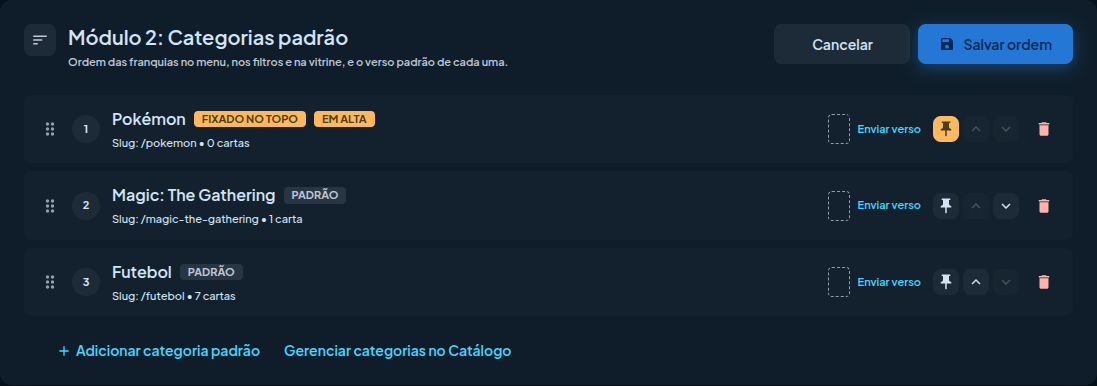 Módulo 2: Categorias padrão
Ordem das franquias no menu, nos filtros e na vitrine, e o verso padrão de cada uma.
Cancelar
Salvar ordem
1
Pokémon FIXADO NO TOPO EM ALTA
Slug: /pokemon • 0 cartas
Enviar verso
2
Magic: The Gathering PADRÃO
Slug: /magic-the-gathering • 1 carta
Enviar verso
3
Futebol PADRÃO
Slug: /futebol • 7 cartas
Enviar verso
+ Adicionar categoria padrão
Gerenciar categorias no Catálogo